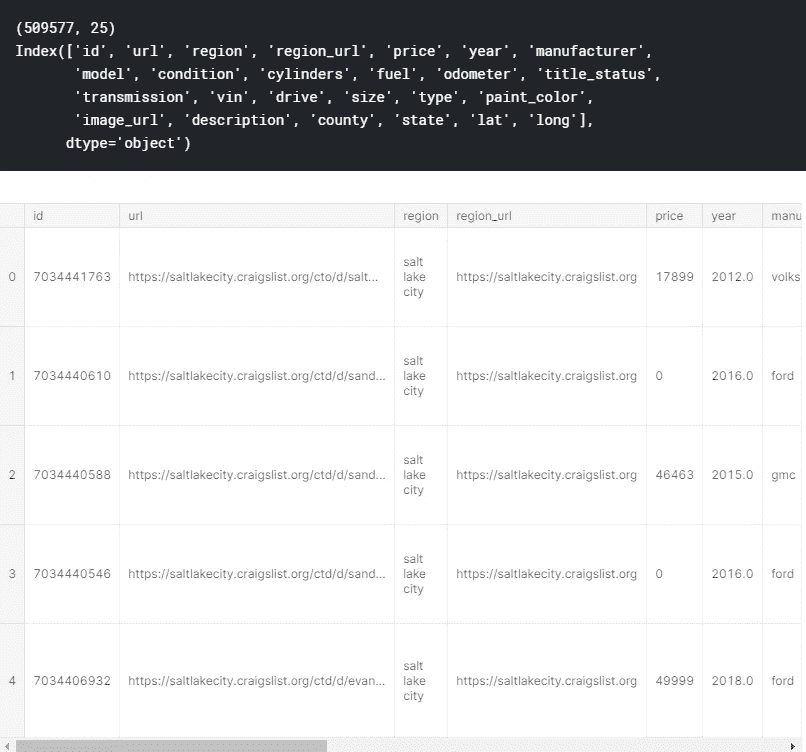 (509577, 25)
Index(['id', 'url', 'region', 'region_url', 'price', 'year', 'manufacturer',
'model', 'condition', 'cylinders', 'fuel', 'odometer', 'title_status',
'transmission', 'vin', 'drive', 'size', 'type', 'paint_color',
'image_url', 'description', 'county', 'state', 'lat', 'long'],
dtype='object')
id url region region_url price year manu
0 7034441763 https://saltlakecity.craigslist.org/cto/d/salt... salt lake city https://saltlakecity.craigslist.org 17899 2012.0 volks
1 7034440610 https://saltlakecity.craigslist.org/ctd/d/sand... salt lake city https://saltlakecity.craigslist.org 0 2016.0 ford
2 7034440588 https://saltlakecity.craigslist.org/ctd/d/sand... salt lake city https://saltlakecity.craigslist.org 46463 2015.0 gmc
3 7034440546 https://saltlakecity.craigslist.org/ctd/d/sand... salt lake city https://saltlakecity.craigslist.org 0 2016.0 ford
4 7034406932 https://saltlakecity.craigslist.org/ctd/d/evan... salt lake city https://saltlakecity.craigslist.org 49999 2018.0 ford